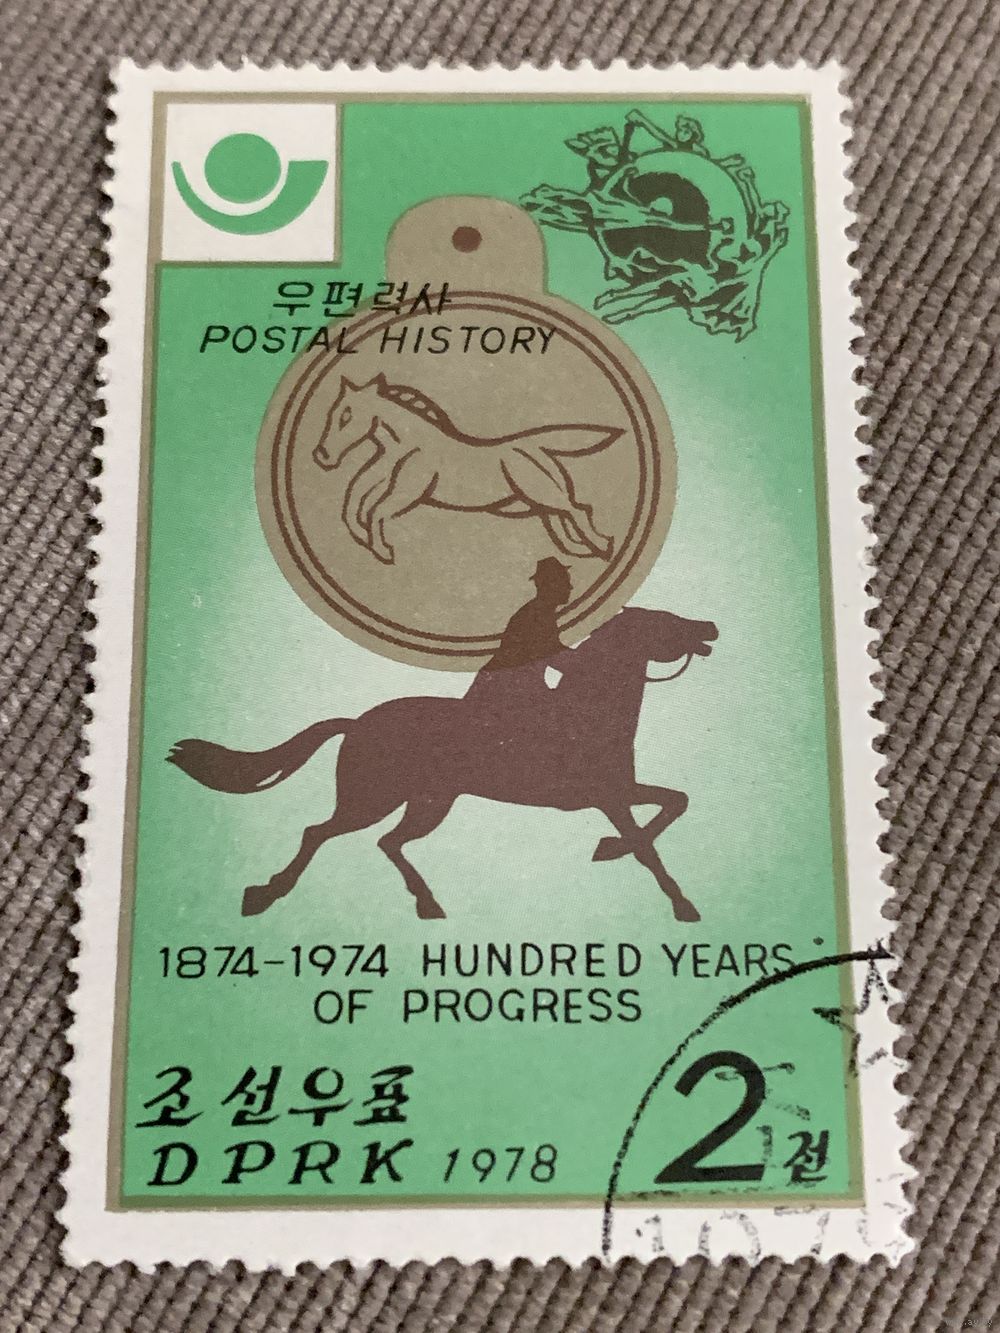 우편력사
POSTAL HISTORY
1874-1974 HUNDRED YEARS
OF PROGRESS
조선우표
DPRK 1978
2전